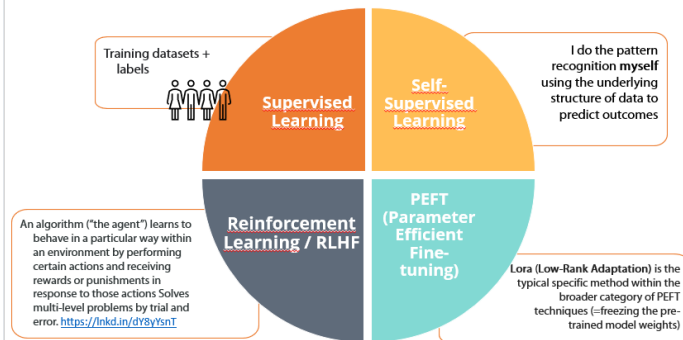 Training datasets +
labels
Supervised
Learning
Self-
Supervised
Learning
I do the pattern
recognition myself
using the underlying
structure of data to
predict outcomes
An algorithm ("the agent") learns to
behave in a particular way within
an environment by performing
certain actions and receiving
rewards or punishments in
response to those actions Solves
multi-level problems by trial and
error. https://lnkd.in/dY8yYsnT
Reinforcement
Learning / RLHF
PEFT
(Parameter
Efficient
Fine-
tuning)
Lora (Low-Rank Adaptation) is the
typical specific method within the
broader category of PEFT
techniques (=freezing the pre-
trained model weights)